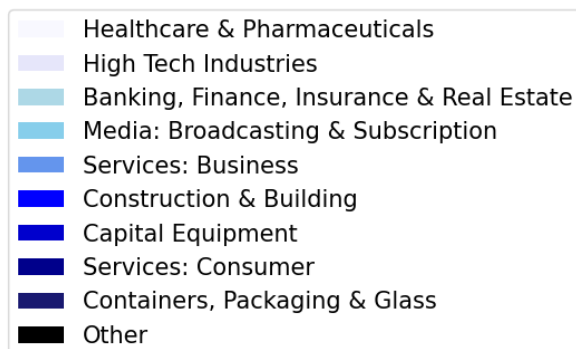 Healthcare & Pharmaceuticals
High Tech Industries
Banking, Finance, Insurance & Real Estate
Media: Broadcasting & Subscription
Services: Business
Construction & Building
Capital Equipment
Services: Consumer
Containers, Packaging & Glass
Other